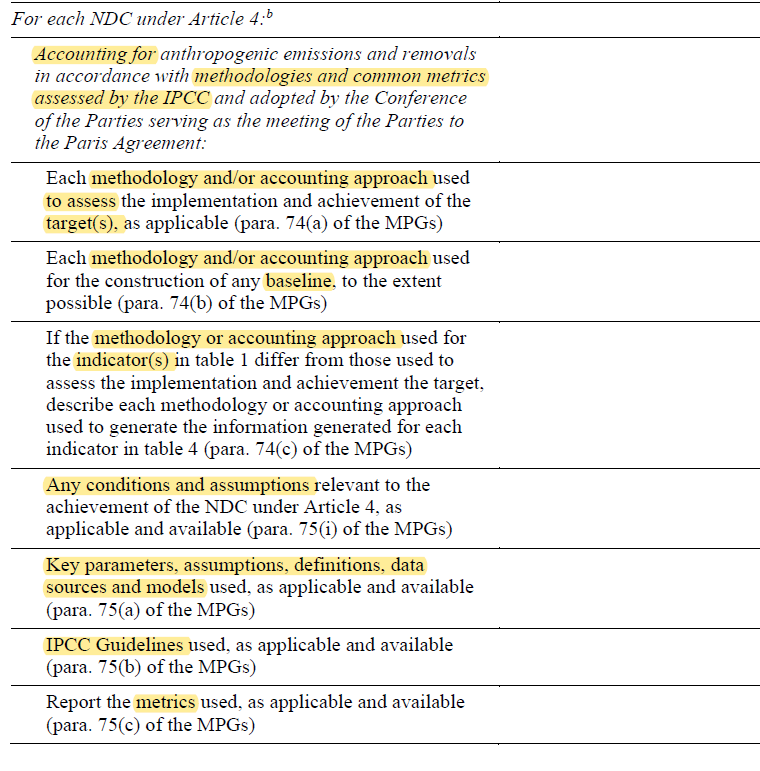 For each NDC under Article 4:b
Accounting for anthropogenic emissions and removals
in accordance with methodologies and common metrics
assessed by the IPCC and adopted by the Conference
of the Parties serving as the meeting of the Parties to
the Paris Agreement:
Each methodology and/or accounting approach used
to assess the implementation and achievement of the
target(s), as applicable (para. 74(a) of the MPGs)
Each methodology and/or accounting approach used
for the construction of any baseline, to the extent
possible (para. 74(b) of the MPGs)
If the methodology or accounting approach used for
the indicator(s) in table 1 differ from those used to
assess the implementation and achievement the target,
describe each methodology or accounting approach
used to generate the information generated for each
indicator in table 4 (para. 74(c) of the MPGs)
Any conditions and assumptions relevant to the
achievement of the NDC under Article 4, as
applicable and available (para. 75(i) of the MPGs)
Key parameters, assumptions, definitions, data
sources and models used, as applicable and available
(para. 75(a) of the MPGs)
IPCC Guidelines used, as applicable and available
(para. 75(b) of the MPGs)
Report the metrics used, as applicable and available
(para. 75(c) of the MPGs)